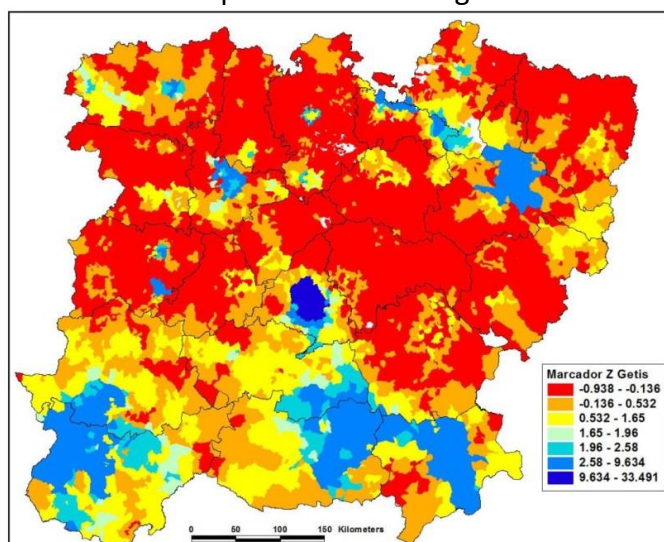 Marcador Z Getis
-0.938 - -0.136
-0.136 - 0.532
0.532 - 1.65
1.65 - 1.96
1.96 - 2.58
2.58 - 9.634
9.634 - 33.491
0 50 100 150 Kilometers